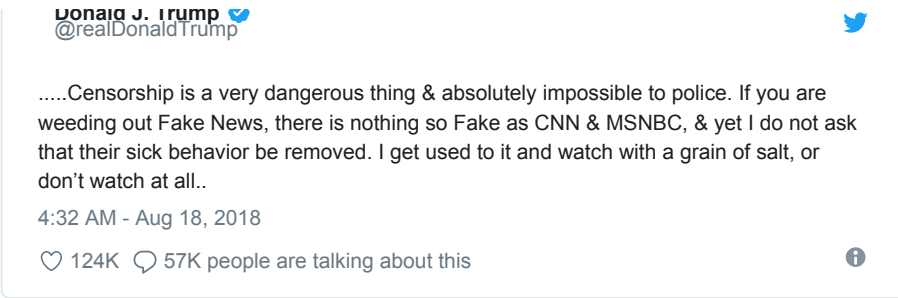 Donald J. Trump
@realDonaldTrump
.....Censorship is a very dangerous thing & absolutely impossible to police. If you are
weeding out Fake News, there is nothing so Fake as CNN & MSNBC, & yet I do not ask
that their sick behavior be removed. I get used to it and watch with a grain of salt, or
don’t watch at all..
4:32 AM - Aug 18, 2018
124K 57K people are talking about this